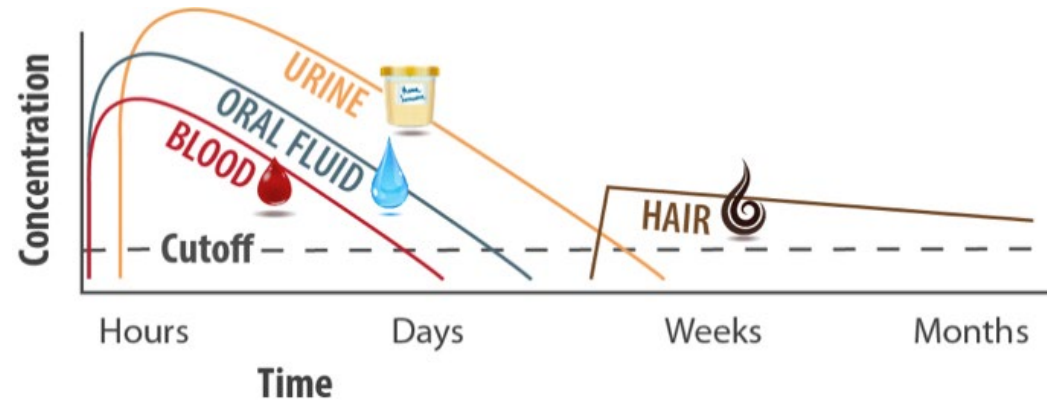 Concentration
URINE
ORAL FLUID
BLOOD
HAIR
Cutoff
Hours
Days
Weeks
Months
Time